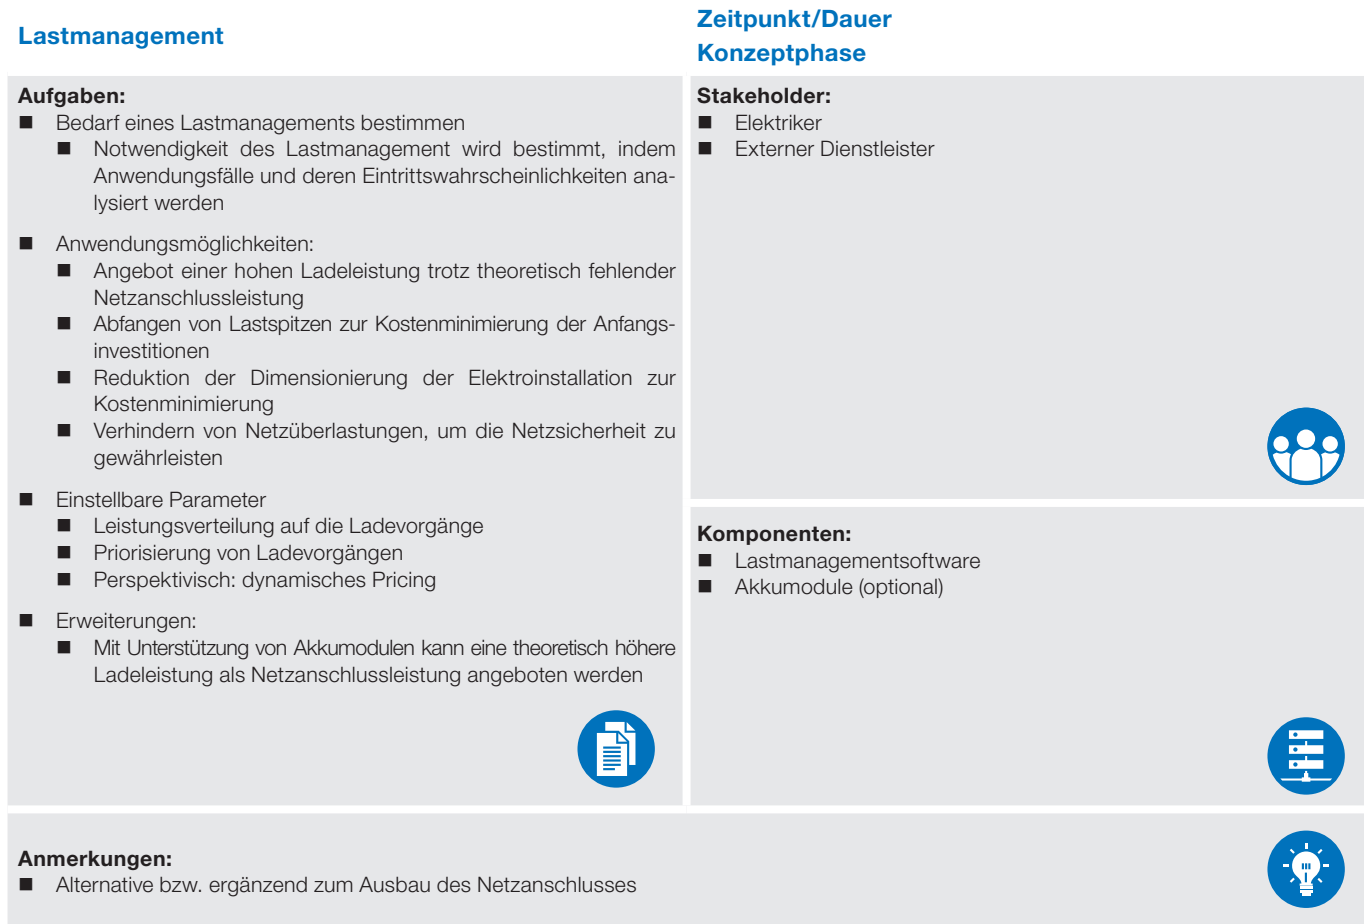 Lastmanagement
Zeitpunkt/Dauer
Konzeptphase
Aufgaben:
■ Bedarf eines Lastmanagements bestimmen
■ Notwendigkeit des Lastmanagement wird bestimmt, indem
Anwendungsfälle und deren Eintrittswahrscheinlichkeiten ana-
lysiert werden
■ Anwendungsmöglichkeiten:
■ Angebot einer hohen Ladeleistung trotz theoretisch fehlender
Netzanschlussleistung
■ Abfangen von Lastspitzen zur Kostenminimierung der Anfangs-
investitionen
■ Reduktion der Dimensionierung der Elektroinstallation zur
Kostenminimierung
■ Verhindern von Netzüberlastungen, um die Netzsicherheit zu
gewährleisten
■ Einstellbare Parameter
■ Leistungsverteilung auf die Ladevorgänge
■ Priorisierung von Ladevorgängen
■ Perspektivisch: dynamisches Pricing
■ Erweiterungen:
■ Mit Unterstützung von Akkumodulen kann eine theoretisch höhere
Ladeleistung als Netzanschlussleistung angeboten werden
Stakeholder:
■ Elektriker
■ Externer Dienstleister
Komponenten:
■ Lastmanagementsoftware
■ Akkumodule (optional)
Anmerkungen:
■ Alternative bzw. ergänzend zum Ausbau des Netzanschlusses